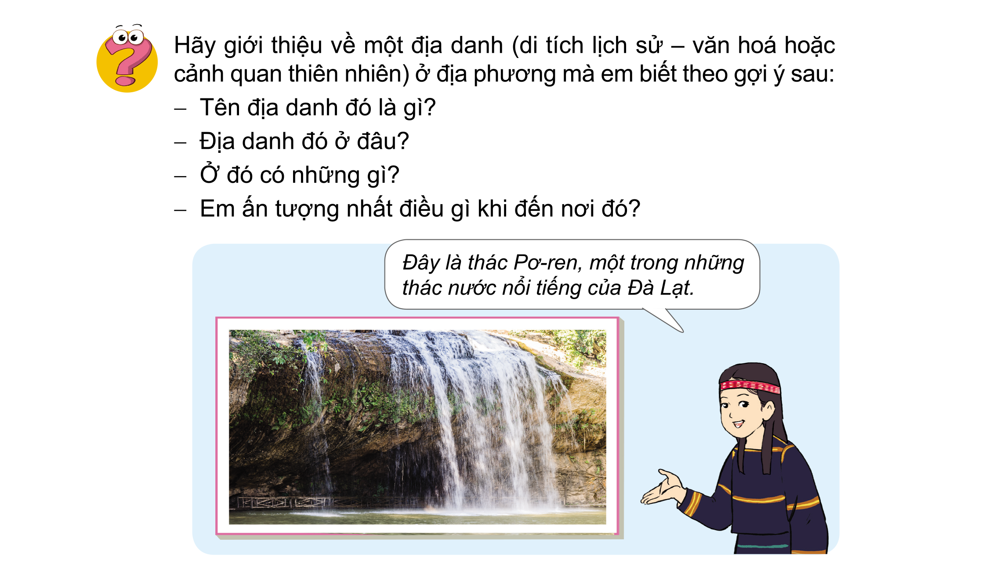 Hãy giới thiệu về một địa danh (di tích lịch sử – văn hoá hoặc
cảnh quan thiên nhiên) ở địa phương mà em biết theo gợi ý sau:
– Tên địa danh đó là gì?
– Địa danh đó ở đâu?
– Ở đó có những gì?
– Em ấn tượng nhất điều gì khi đến nơi đó?
Đây là thác Pơ-ren, một trong những
thác nước nổi tiếng của Đà Lạt.